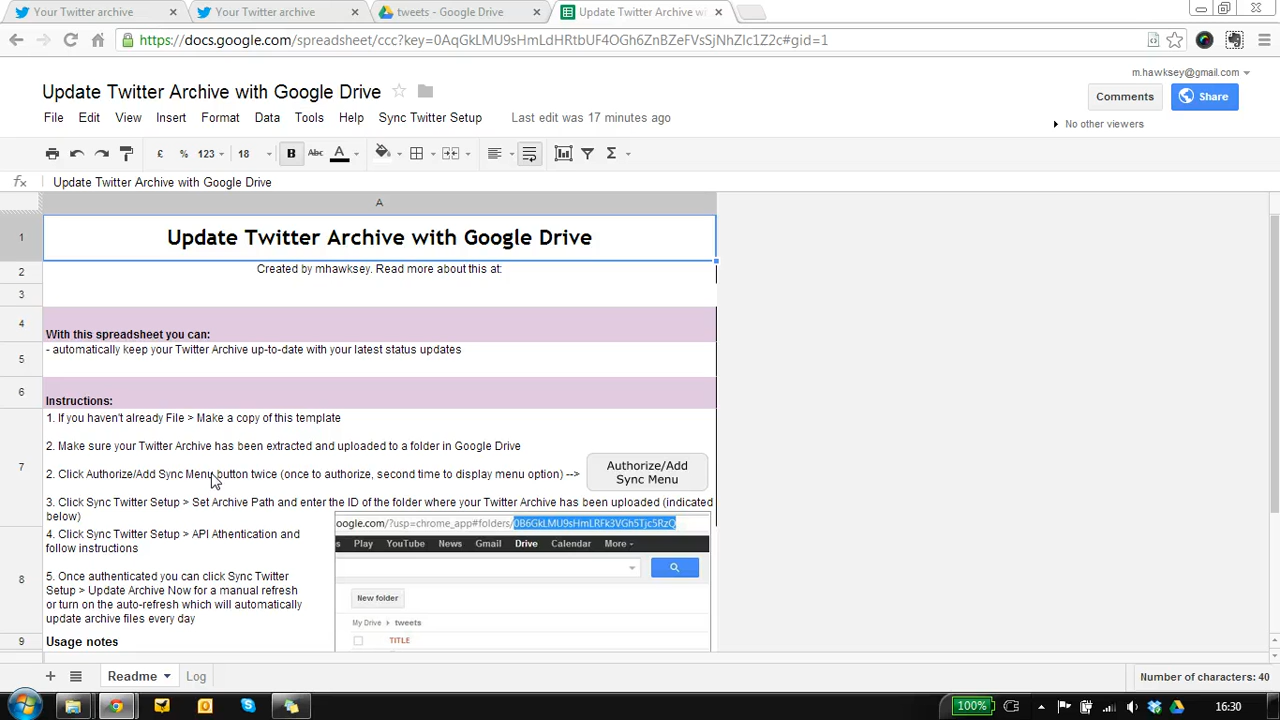 Your Twitter archive
Your Twitter archive
tweets - Google Drive
Update Twitter Archive wi
https://docs.google.com/spreadsheet/ccc?key=0AqGkLMU9sHmLdHRtbUF4OGh6ZnBZeFVsSjNhZlc1Z2c#gid=1
m.hawksey@gmail.com
Update Twitter Archive with Google Drive
Comments
Share
File Edit View Insert Format Data Tools Help Sync Twitter Setup Last edit was 17 minutes ago
No other viewers
£ % 123 18 B Abc A Σ
fx Update Twitter Archive with Google Drive
A
1 Update Twitter Archive with Google Drive
2 Created by mhawksey. Read more about this at:
3
4 With this spreadsheet you can:
5 - automatically keep your Twitter Archive up-to-date with your latest status updates
6 Instructions:
1. If you haven't already File > Make a copy of this template
2. Make sure your Twitter Archive has been extracted and uploaded to a folder in Google Drive
7
2. Click Authorize/Add Sync Menu button twice (once to authorize, second time to display menu option) -->
Authorize/Add
Sync Menu
3. Click Sync Twitter Setup > Set Archive Path and enter the ID of the folder where your Twitter Archive has been uploaded (indicated
below)
4. Click Sync Twitter Setup > API Athentication and
follow instructions
8
5. Once authenticated you can click Sync Twitter
Setup > Update Archive Now for a manual refresh
or turn on the auto-refresh which will automatically
update archive files every day
oogle.com/?usp=chrome_app#folders/0B6GkLMU9sHmLRFk3VGh5Tjc5RzQ
s Play YouTube News Gmail Drive Calendar More
New folder
My Drive tweets
TITLE
9 Usage notes
Readme
Log
Number of characters: 40
100%
16:30